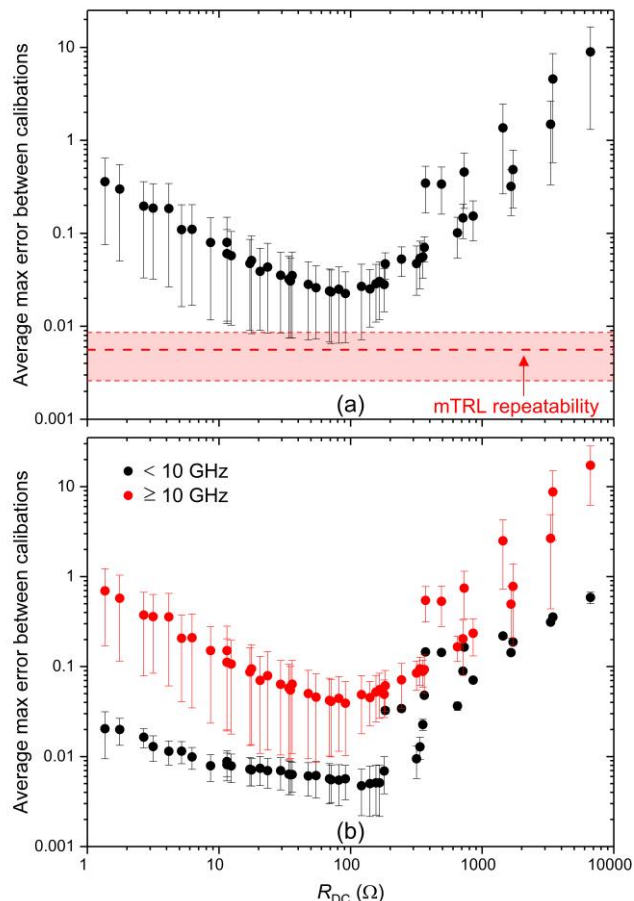 Average max error between calibations
10
1
0.1
0.01
0.001
(a)
mTRL repeatability
Average max error between calibations
10
1
0.1
0.01
0.001
< 10 GHz
≥ 10 GHz
(b)
1 10 100 1000 10000
R_DC (Ω)